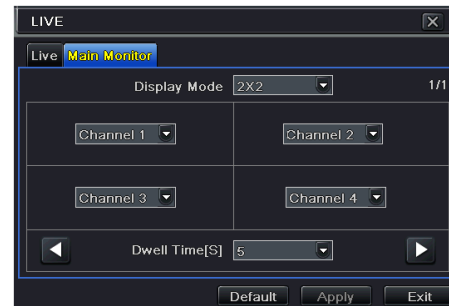 LIVE
Live Main Monitor
Display Mode 2X2 1/1
Channel 1 Channel 2
Channel 3 Channel 4
Dwell Time[S] 5
Default Apply Exit